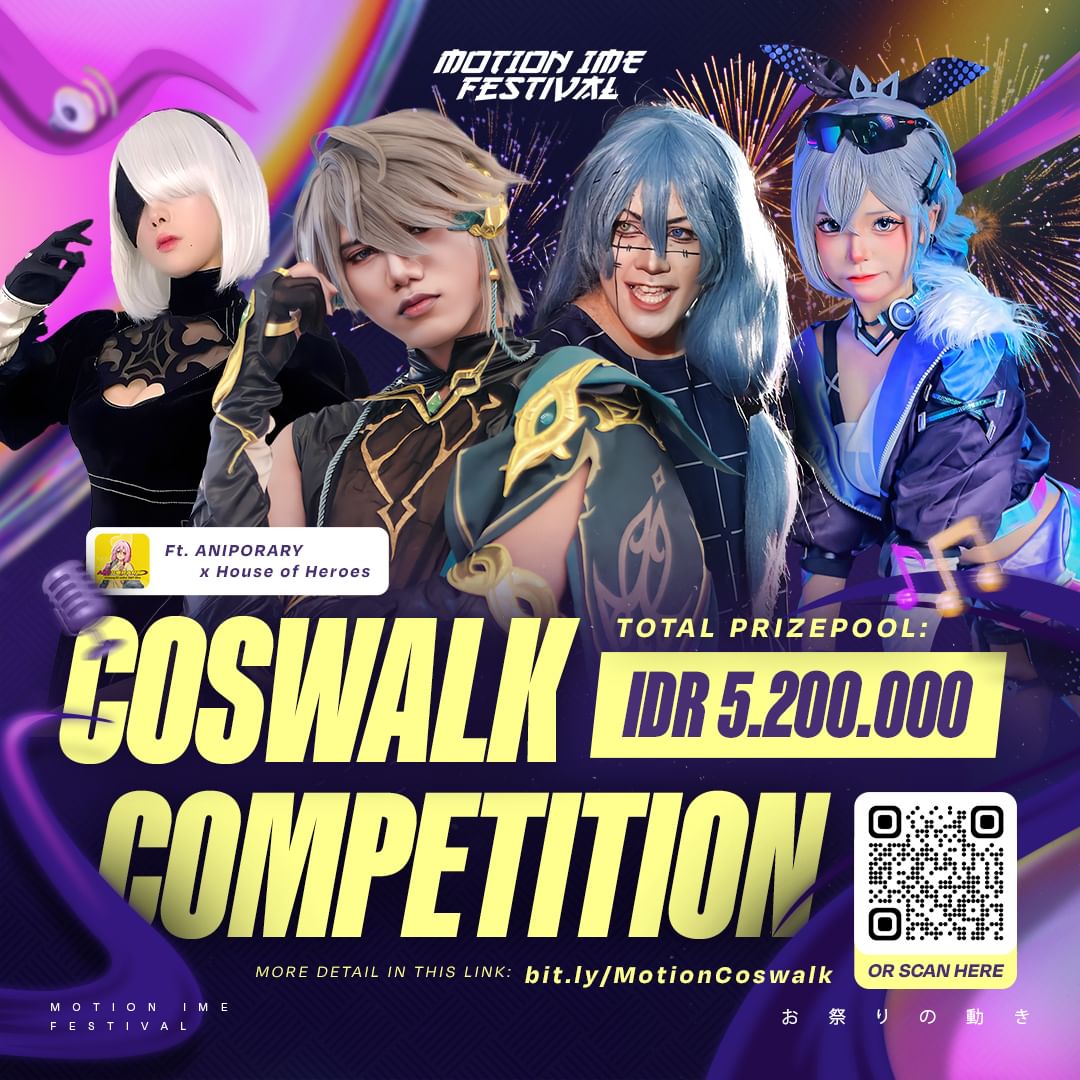 MOTION IME
FESTIVAL
Ft. ANIPORARY
x House of Heroes
COSWALK
COMPETITION
TOTAL PRIZEPOOL:
IDR 5.200.000
MORE DETAIL IN THIS LINK: bit.ly/MotionCoswalk
OR SCAN HERE
MOTION IME
FESTIVAL
お祭りの動き